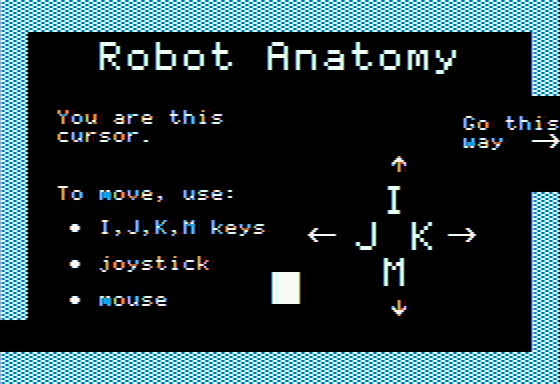 Robot Anatomy
You are this
cursor.
Go this
way →
To move, use:
• I,J,K,M keys
• joystick
• mouse
↑
I
← J K →
M
↓